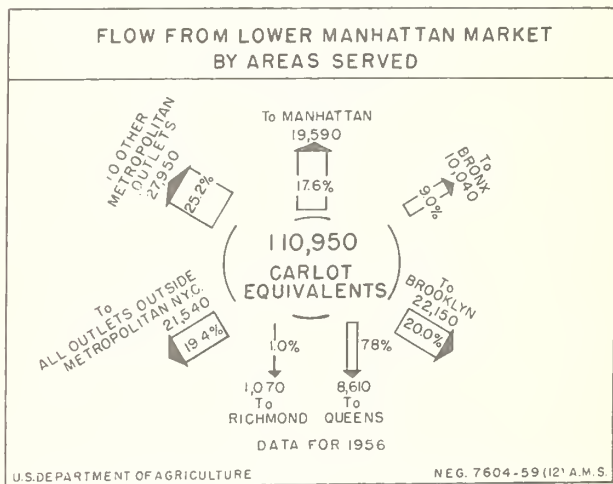 FLOW FROM LOWER MANHATTAN MARKET
BY AREAS SERVED
TO OTHER
METROPOLITAN
OUTLETS
27,950
25.2%
To MANHATTAN
19,590
17.6%
To
BRONX
10,040
9.0%
110,950
CARLOT
EQUIVALENTS
To
ALL OUTLETS OUTSIDE
METROPOLITAN N.Y.C.
21,540
19.4%
To
BROOKLYN
22,150
20.0%
1.0%
78%
1,070
To
RICHMOND
8,610
To
QUEENS
DATA FOR 1956
U.S. DEPARTMENT OF AGRICULTURE
NEG. 7604-59 (12) A.M.S.